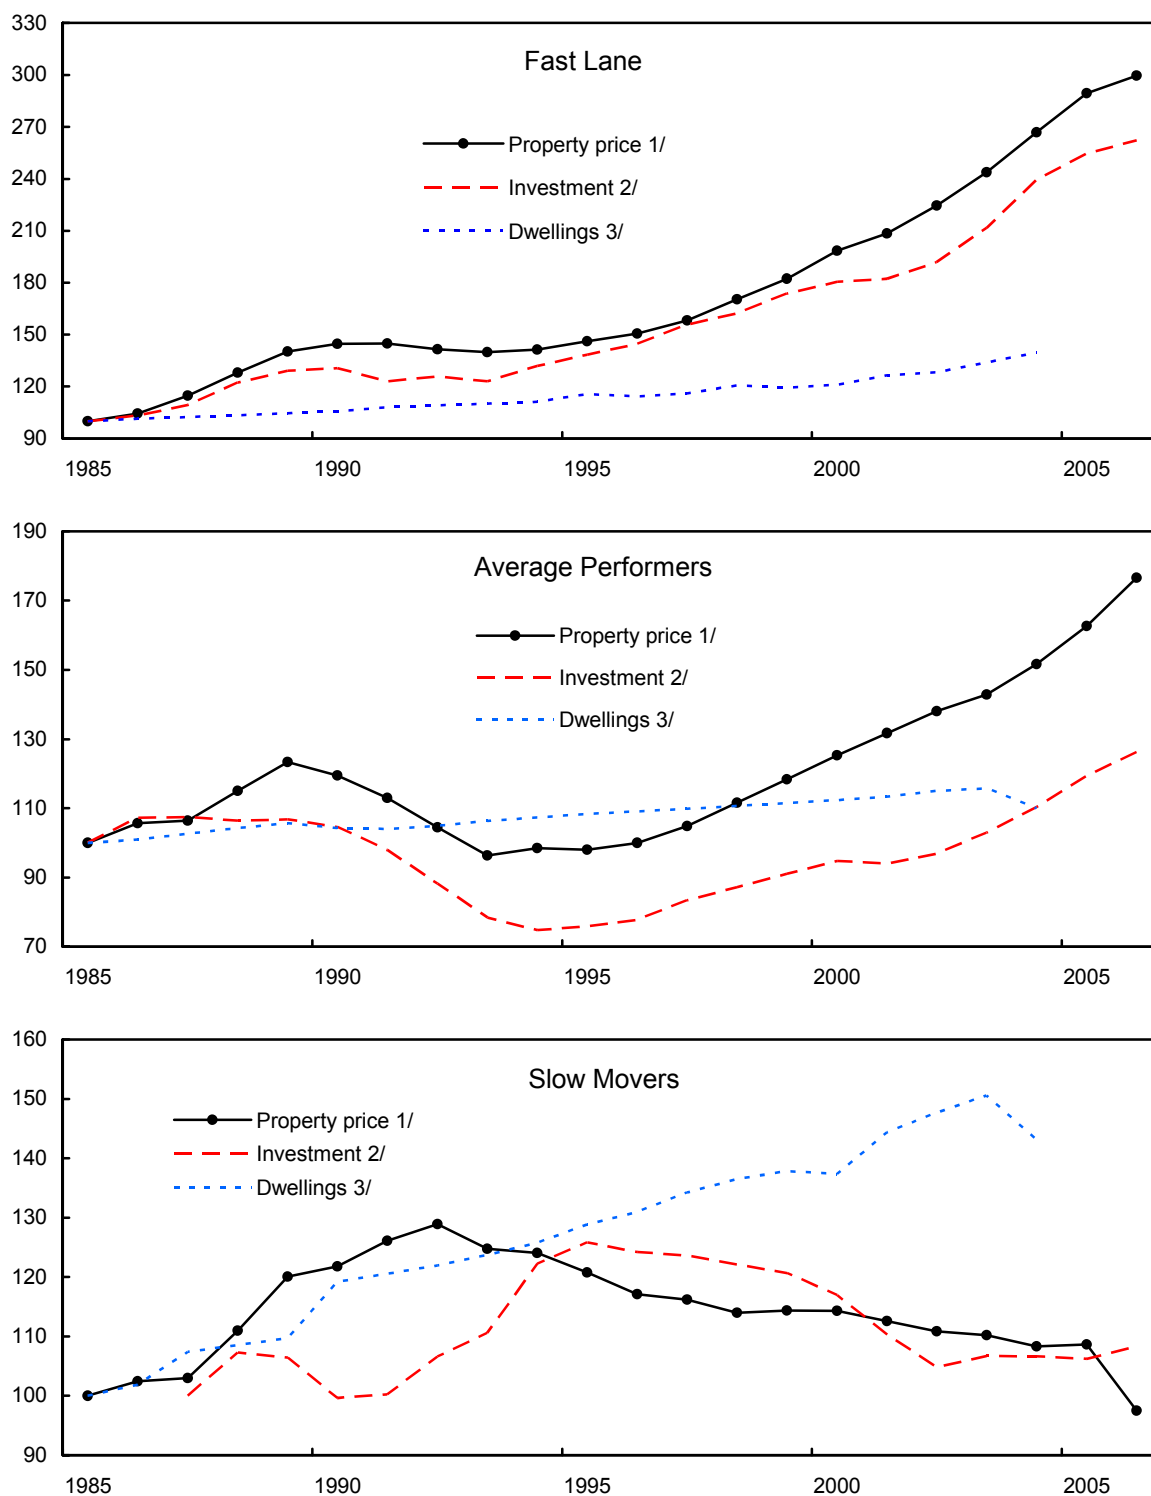 330
Fast Lane
300
270
Property price 1/
240
Investment 2/
210
Dwellings 3/
180
150
120
90
1985 1990 1995 2000 2005
190
Average Performers
170
Property price 1/
150
Investment 2/
Dwellings 3/
130
110
90
70
1985 1990 1995 2000 2005
160
Slow Movers
150
Property price 1/
Investment 2/
140
Dwellings 3/
130
120
110
100
90
1985 1990 1995 2000 2005